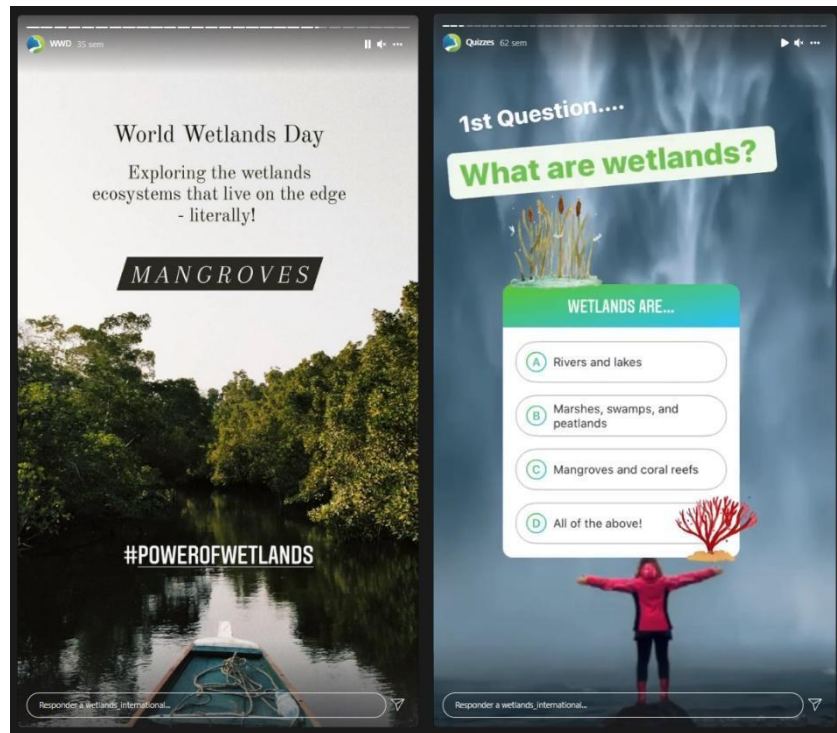 WWD 35 sem
World Wetlands Day
Exploring the wetlands
ecosystems that live on the edge
- literally!
MANGROVES
#POWEROFWETLANDS
Responder a wetlands_international...
Quizzes 62 sem
1st Question....
What are wetlands?
WETLANDS ARE...
A Rivers and lakes
B Marshes, swamps, and
peatlands
C Mangroves and coral reefs
D All of the above!
Responder a wetlands_international...